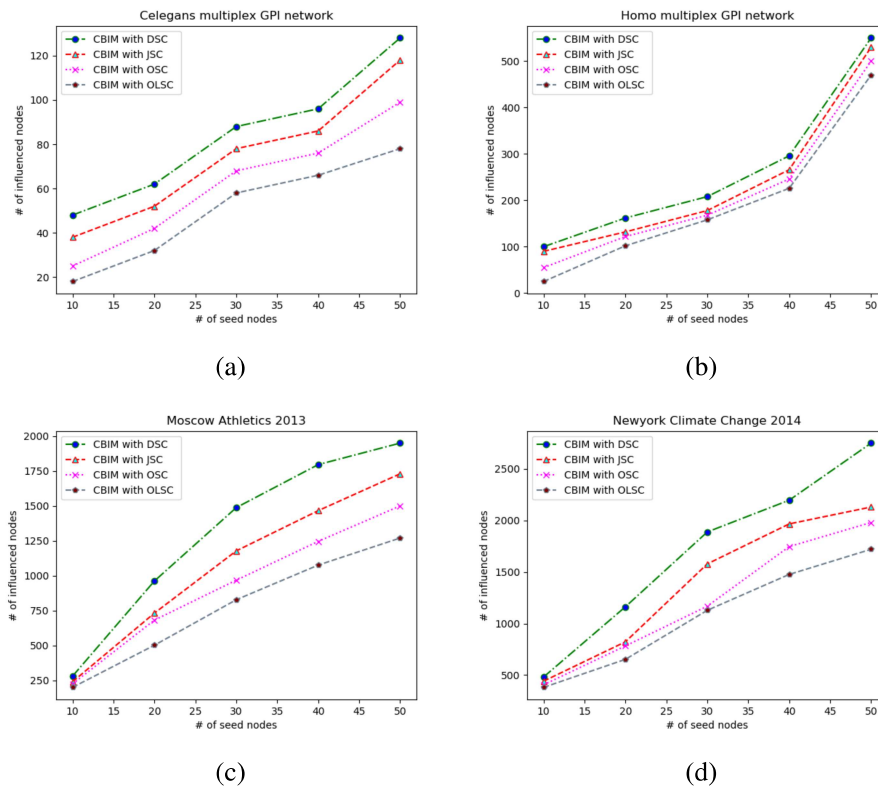 Celegans multiplex GPI network
CBIM with DSC
CBIM with JSC
CBIM with OSC
CBIM with OLSC
# of influenced nodes
120
100
80
60
40
20
10 15 20 25 30 35 40 45 50
# of seed nodes
(a)
Homo multiplex GPI network
CBIM with DSC
CBIM with JSC
CBIM with OSC
CBIM with OLSC
# of influenced nodes
500
400
300
200
100
0
10 15 20 25 30 35 40 45 50
# of seed nodes
(b)
Moscow Athletics 2013
CBIM with DSC
CBIM with JSC
CBIM with OSC
CBIM with OLSC
# of influenced nodes
2000
1750
1500
1250
1000
750
500
250
10 15 20 25 30 35 40 45 50
# of seed nodes
(c)
Newyork Climate Change 2014
CBIM with DSC
CBIM with JSC
CBIM with OSC
CBIM with OLSC
# of influenced nodes
2500
2000
1500
1000
500
10 15 20 25 30 35 40 45 50
# of seed nodes
(d)